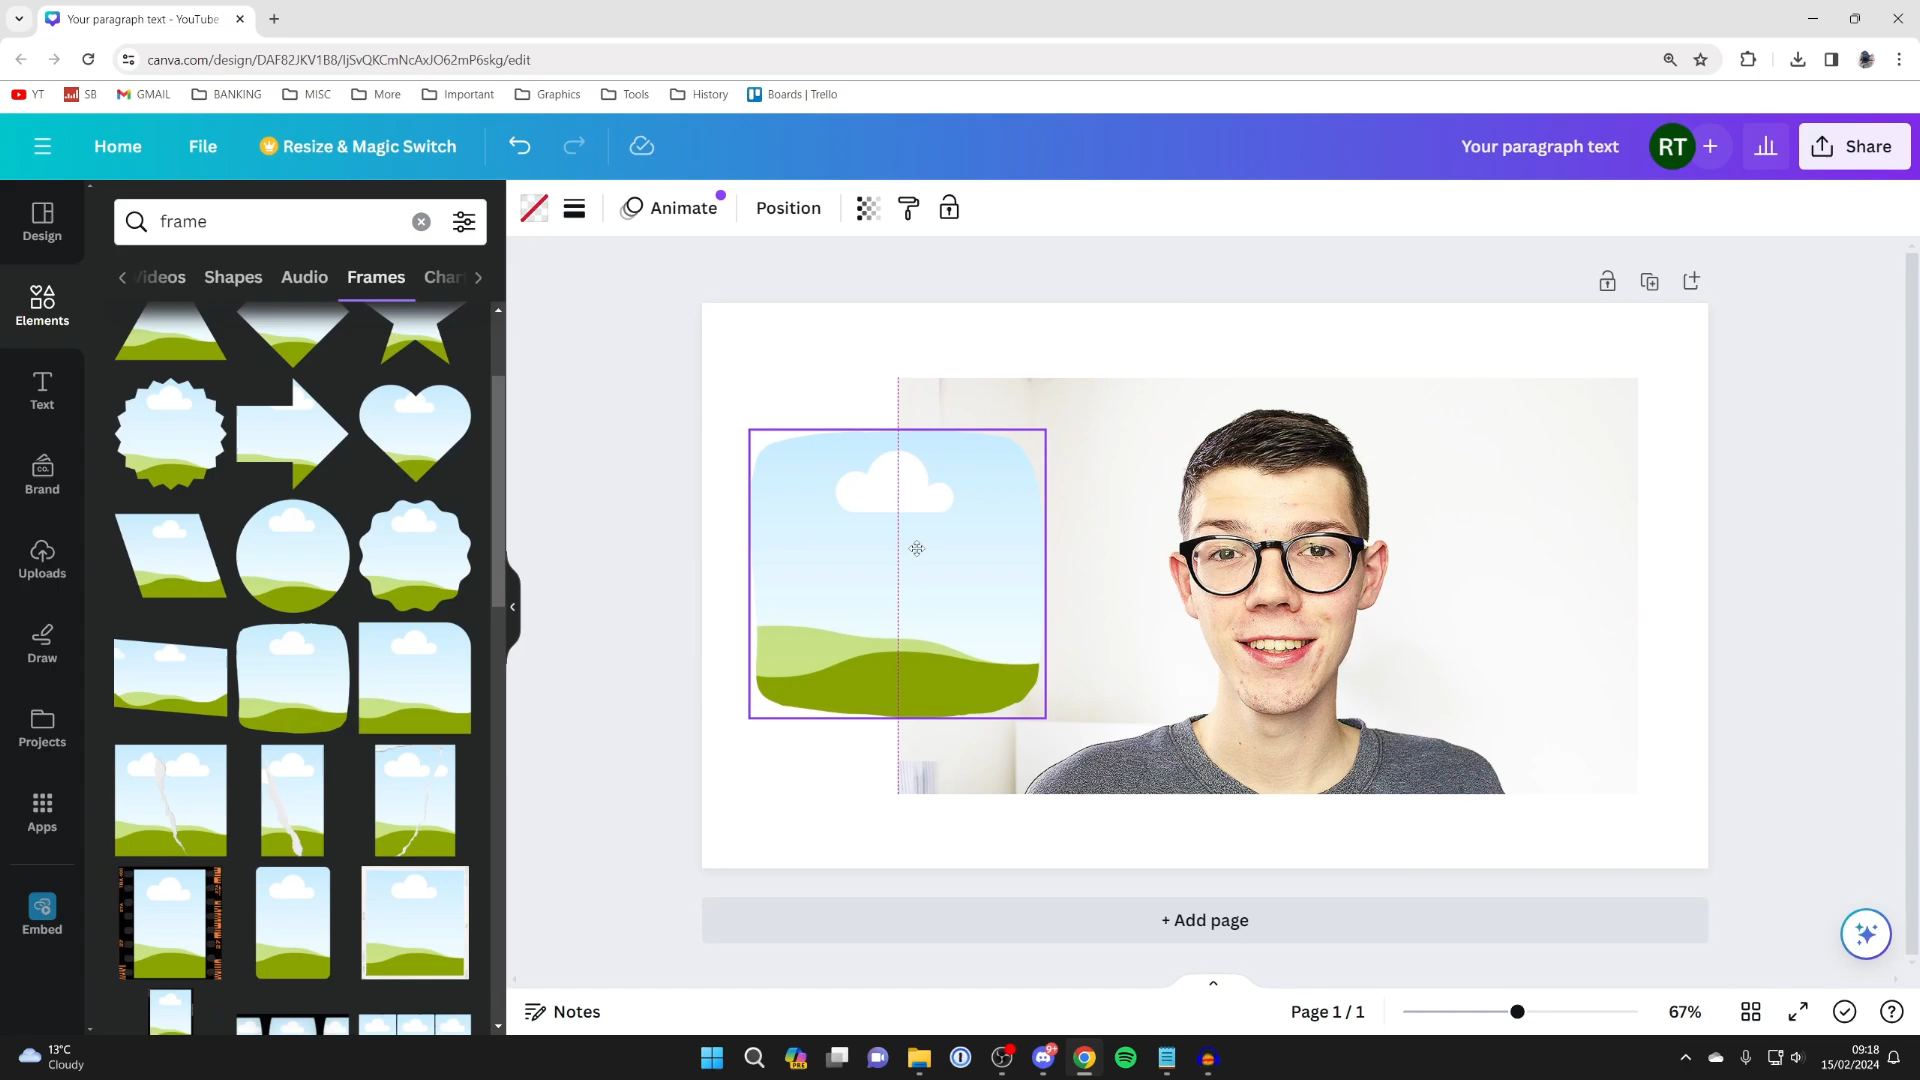 Your paragraph text - YouTube
canva.com/design/DAF82JKV1B8/IjSvQKCmNcAxJO62mP6skg/edit
YT SB GMAIL BANKING MISC More Important Graphics Tools History Boards | Trello
Home File Resize & Magic Switch Your paragraph text RT + Share
Design
Elements
Text
Brand
Uploads
Draw
Projects
Apps
Embed
frame
Videos Shapes Audio Frames Char
Animate Position
+ Add page
Notes Page 1 / 1 67%
13°C
Cloudy
09:18
15/02/2024